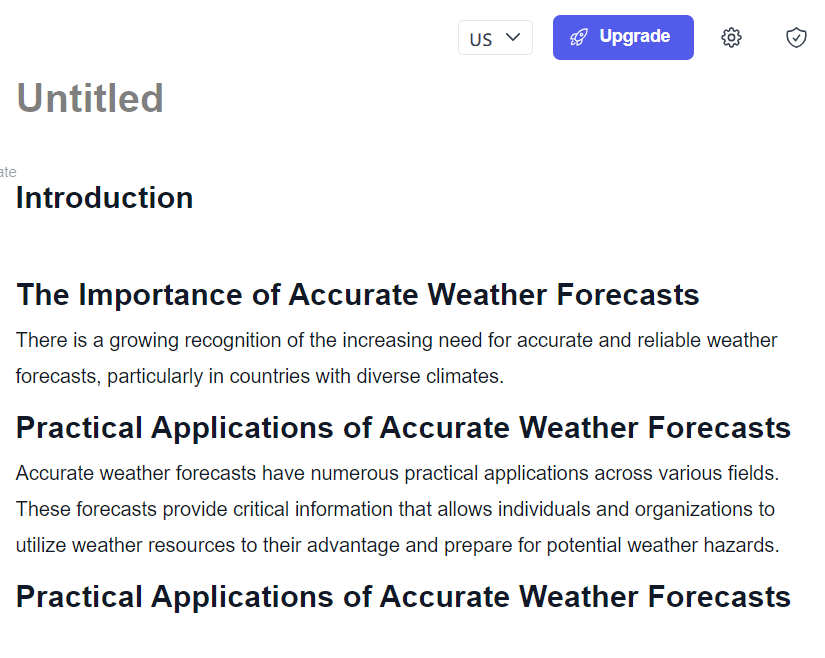 US
Upgrade
Untitled
ate
Introduction
The Importance of Accurate Weather Forecasts
There is a growing recognition of the increasing need for accurate and reliable weather
forecasts, particularly in countries with diverse climates.
Practical Applications of Accurate Weather Forecasts
Accurate weather forecasts have numerous practical applications across various fields.
These forecasts provide critical information that allows individuals and organizations to
utilize weather resources to their advantage and prepare for potential weather hazards.
Practical Applications of Accurate Weather Forecasts